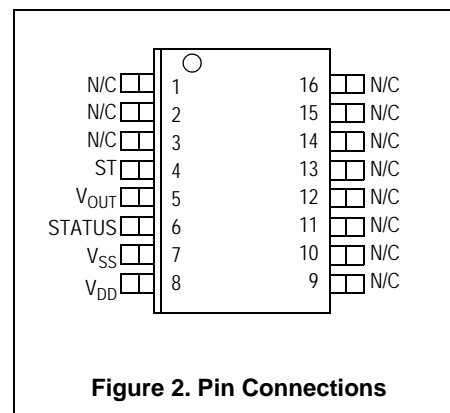 N/C 1 16 N/C
N/C 2 15 N/C
N/C 3 14 N/C
ST 4 13 N/C
VOUT 5 12 N/C
STATUS 6 11 N/C
VSS 7 10 N/C
VDD 8 9 N/C
Figure 2. Pin Connections